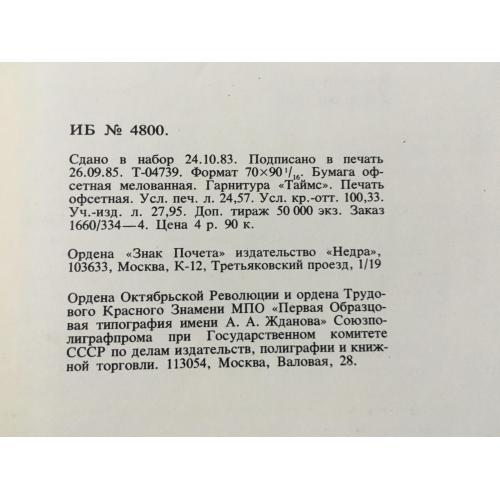 ИБ № 4800.
Сдано в набор 24.10.83. Подписано в печать
26.09.85. Т-04739. Формат 70×90 1/16. Бумага оф-
сетная мелованная. Гарнитура «Таймс». Печать
офсетная. Усл. печ. л. 24,57. Усл. кр.-отт. 100,33.
Уч.-изд. л. 27,95. Доп. тираж 50 000 экз. Заказ
1660/334—4. Цена 4 р. 90 к.
Ордена «Знак Почета» издательство «Недра»,
103633, Москва, К-12, Третьяковский проезд, 1/19
Ордена Октябрьской Революции и ордена Трудо-
вого Красного Знамени МПО «Первая Образцо-
вая типография имени А. А. Жданова» Союзпо-
лиграфпрома при Государственном комитете
СССР по делам издательств, полиграфии и книж-
ной торговли. 113054, Москва, Валовая, 28.